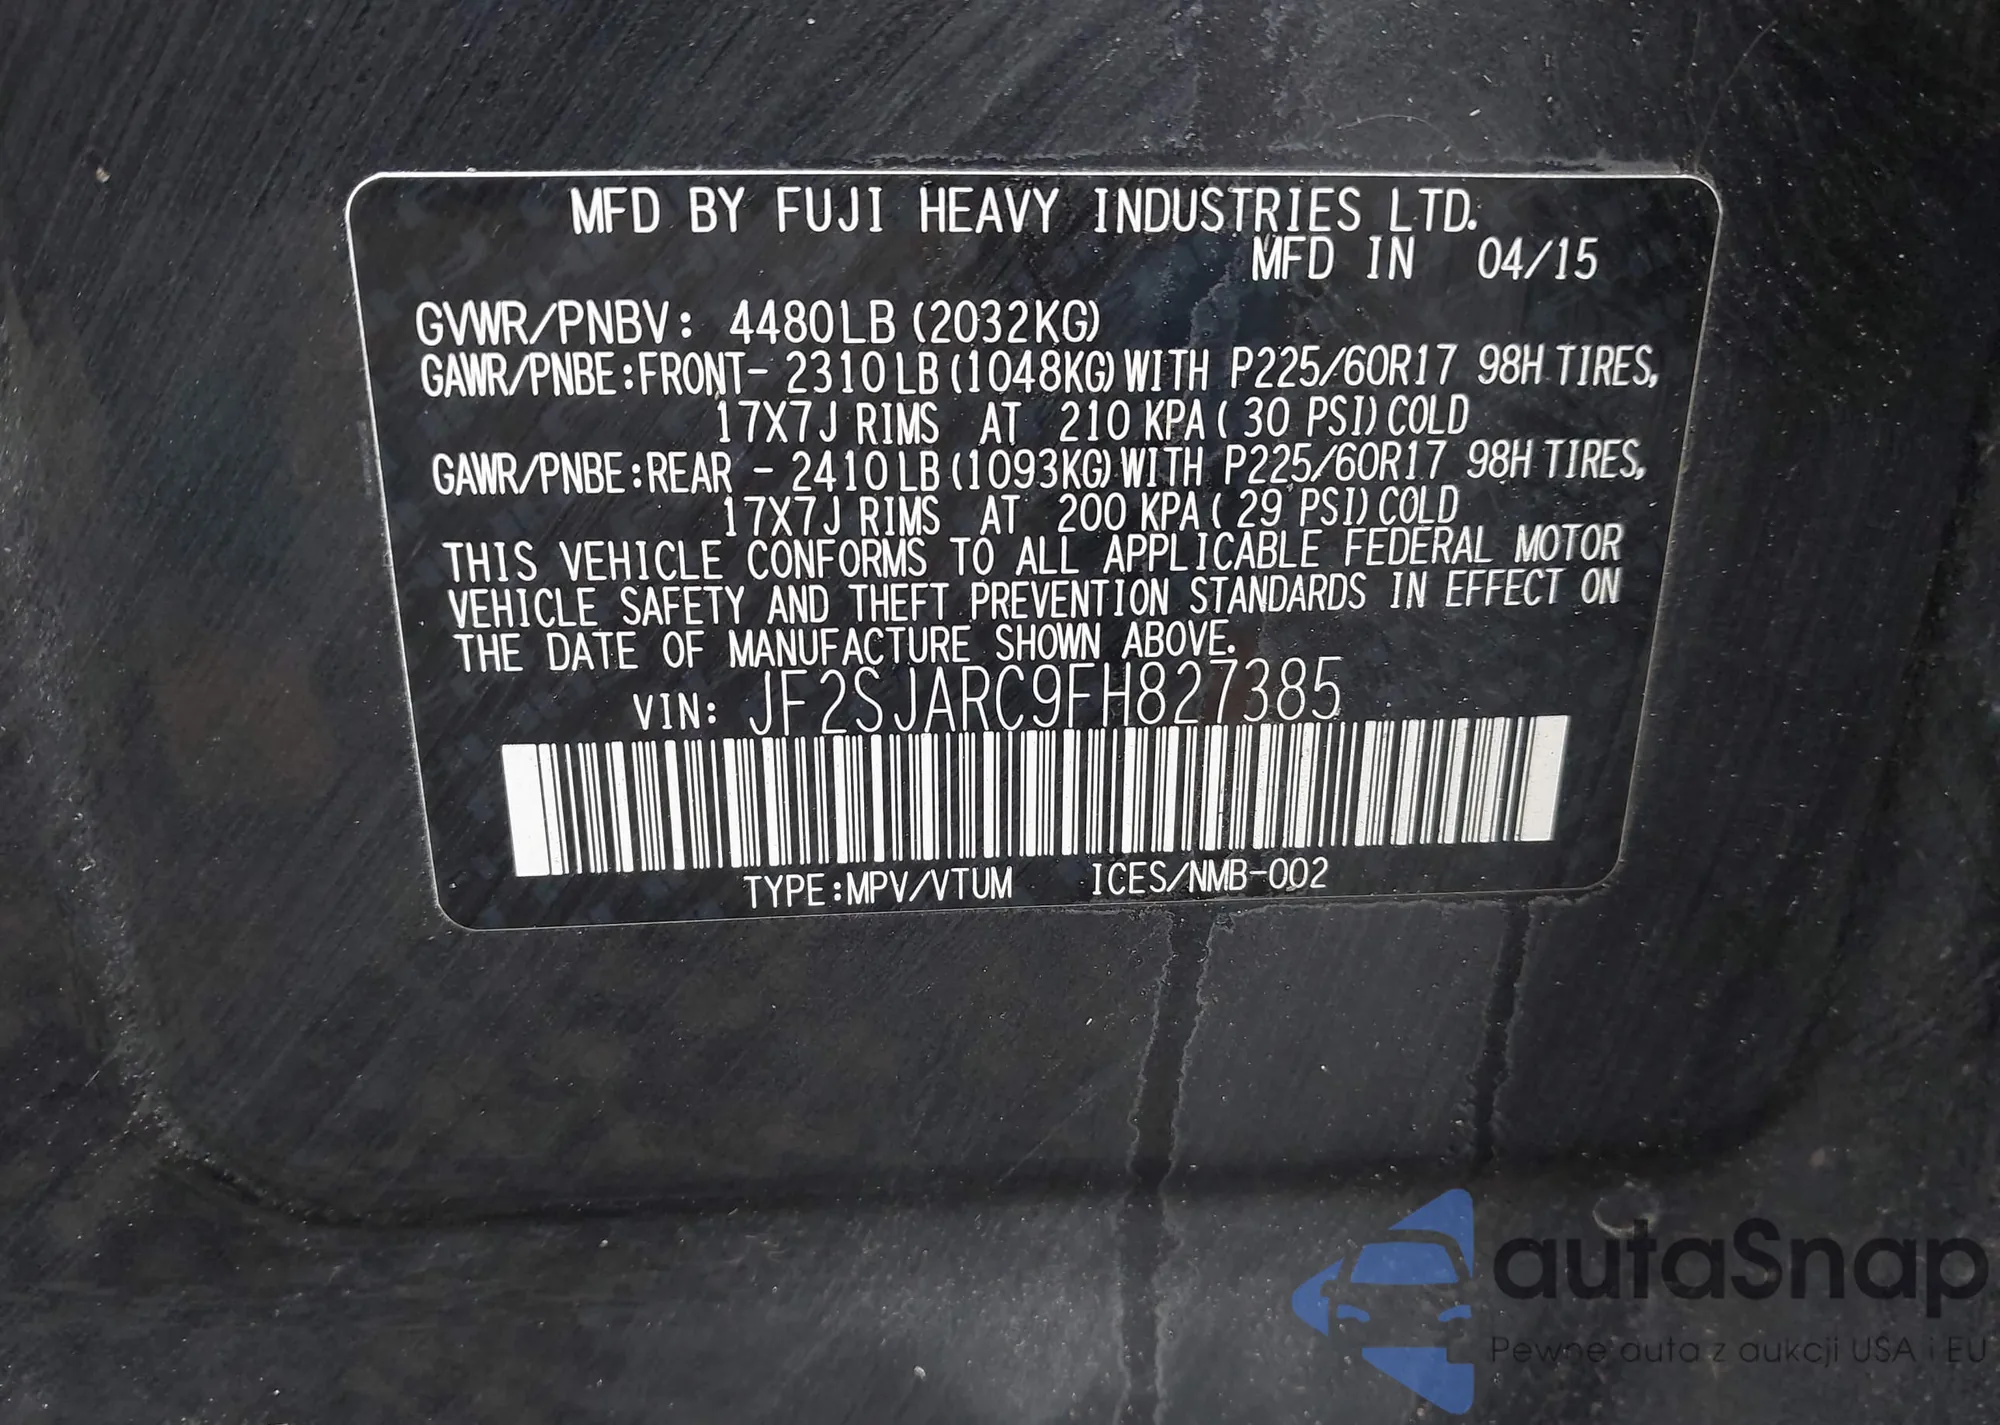 MFD BY FUJI HEAVY INDUSTRIES LTD.
MFD IN 04/15
GVWR/PNBV: 4480LB (2032KG)
GAWR/PNBE:FRONT- 2310LB (1048KG) WITH P225/60R17 98H TIRES,
17X7J RIMS AT 210 KPA ( 30 PSI) COLD
GAWR/PNBE:REAR - 2410LB (1093KG) WITH P225/60R17 98H TIRES,
17X7J RIMS AT 200 KPA ( 29 PSI) COLD
THIS VEHICLE CONFORMS TO ALL APPLICABLE FEDERAL MOTOR
VEHICLE SAFETY AND THEFT PREVENTION STANDARDS IN EFFECT ON
THE DATE OF MANUFACTURE SHOWN ABOVE.
VIN: JF2SJARC9FH827385
TYPE:MPV/VTUM ICES/NMB-002
autaSnap
Pewne auta z aukcji USA i EU